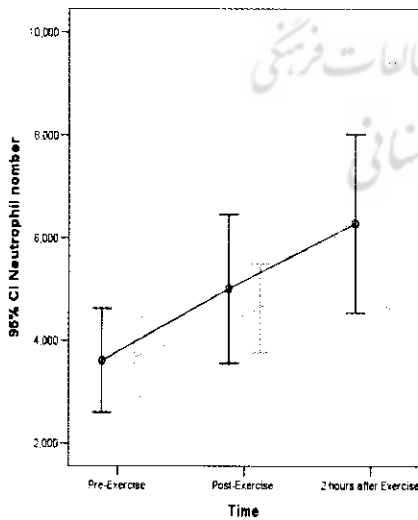 10,000
8,000
6,000
4,000
2,000
95% CI Neutrophil nomber
Pre-Exercise
Post-Exercise
2 hours after Exercise
Time
فرهنگی